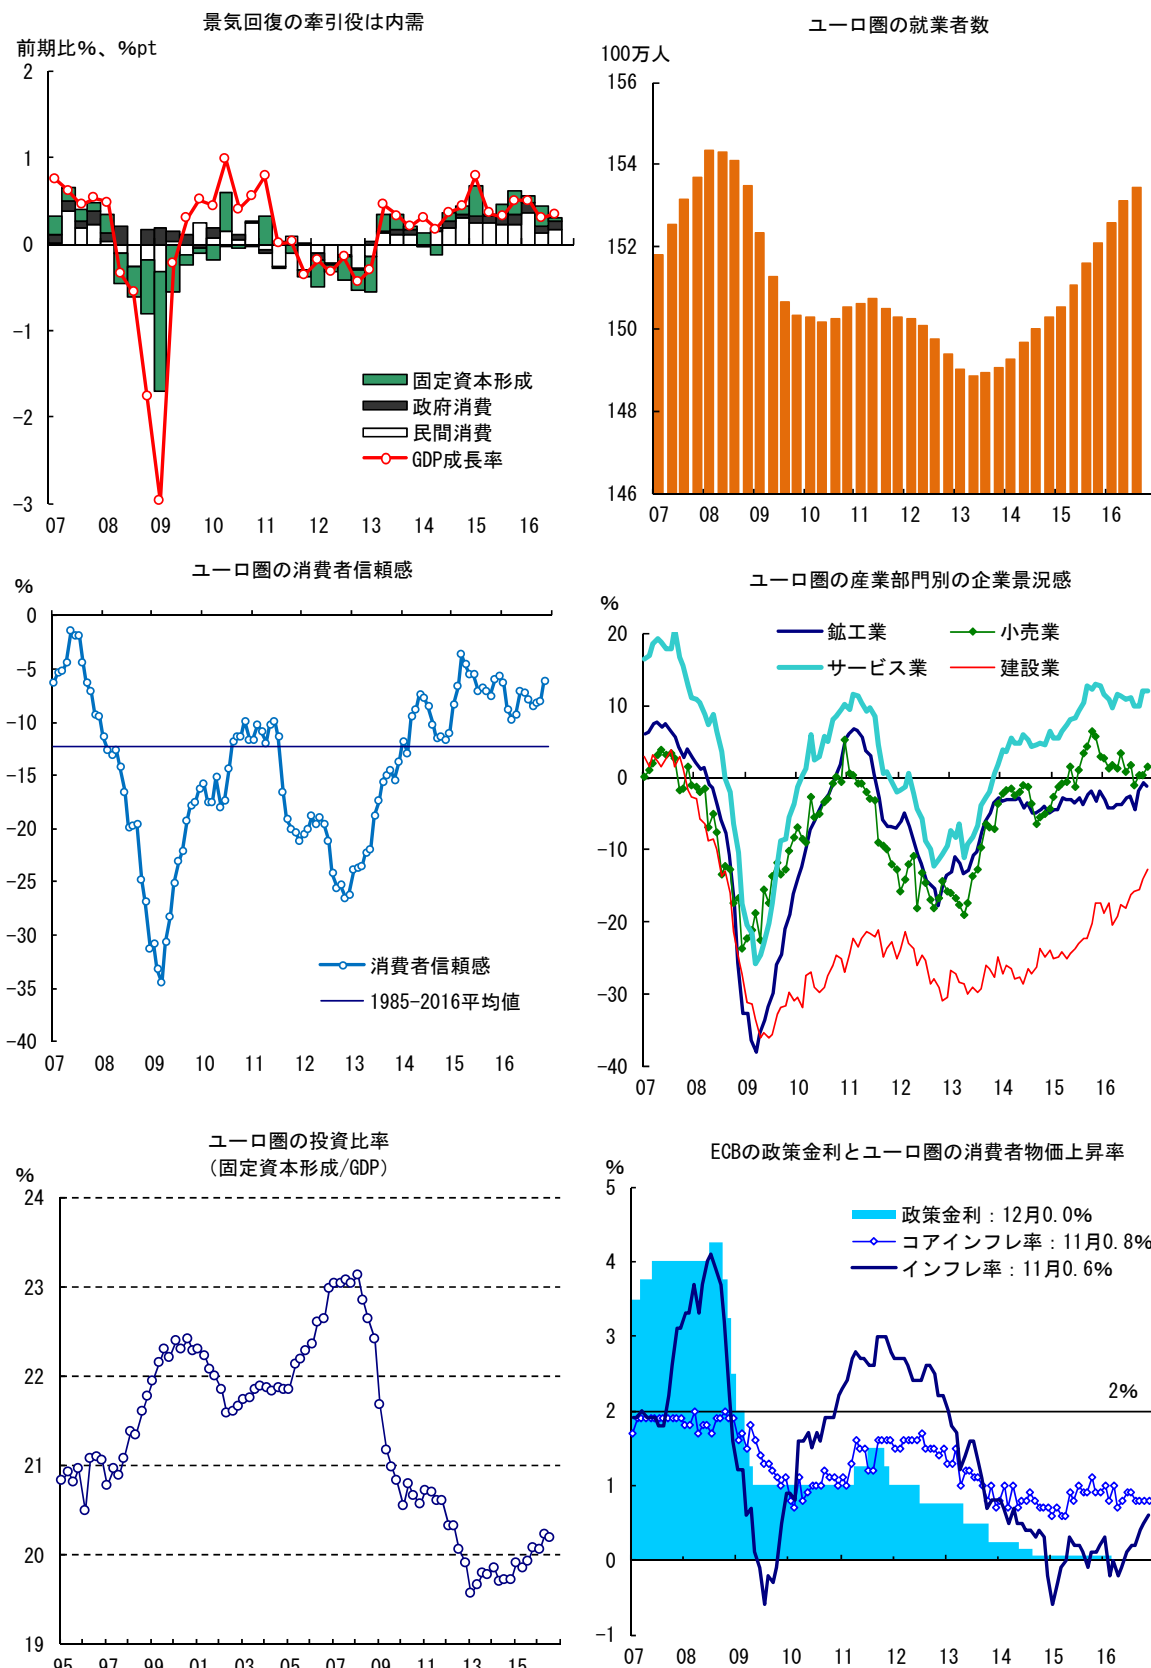 景気回復の牽引役は内需
前期比%、%pt
2
1
0
-1
-2
-3
固定資本形成
政府消費
民間消費
GDP成長率
07 08 09 10 11 12 13 14 15 16
ユーロ圏の就業者数
100万人
156
154
152
150
148
146
07 08 09 10 11 12 13 14 15 16
ユーロ圏の消費者信頼感
%
0
-5
-10
-15
-20
-25
-30
-35
-40
消費者信頼感
1985-2016平均値
07 08 09 10 11 12 13 14 15 16
ユーロ圏の産業部門別の企業景況感
%
20
10
0
-10
-20
-30
-40
鉱工業 小売業
サービス業 建設業
07 08 09 10 11 12 13 14 15 16
ユーロ圏の投資比率
(固定資本形成/GDP)
%
24
23
22
21
20
19
95 97 99 01 03 05 07 09 11 13 15
ECBの政策金利とユーロ圏の消費者物価上昇率
%
5
4
3
2
1
0
-1
政策金利：12月0.0%
コアインフレ率：11月0.8%
インフレ率：11月0.6%
2%
07 08 09 10 11 12 13 14 15 16